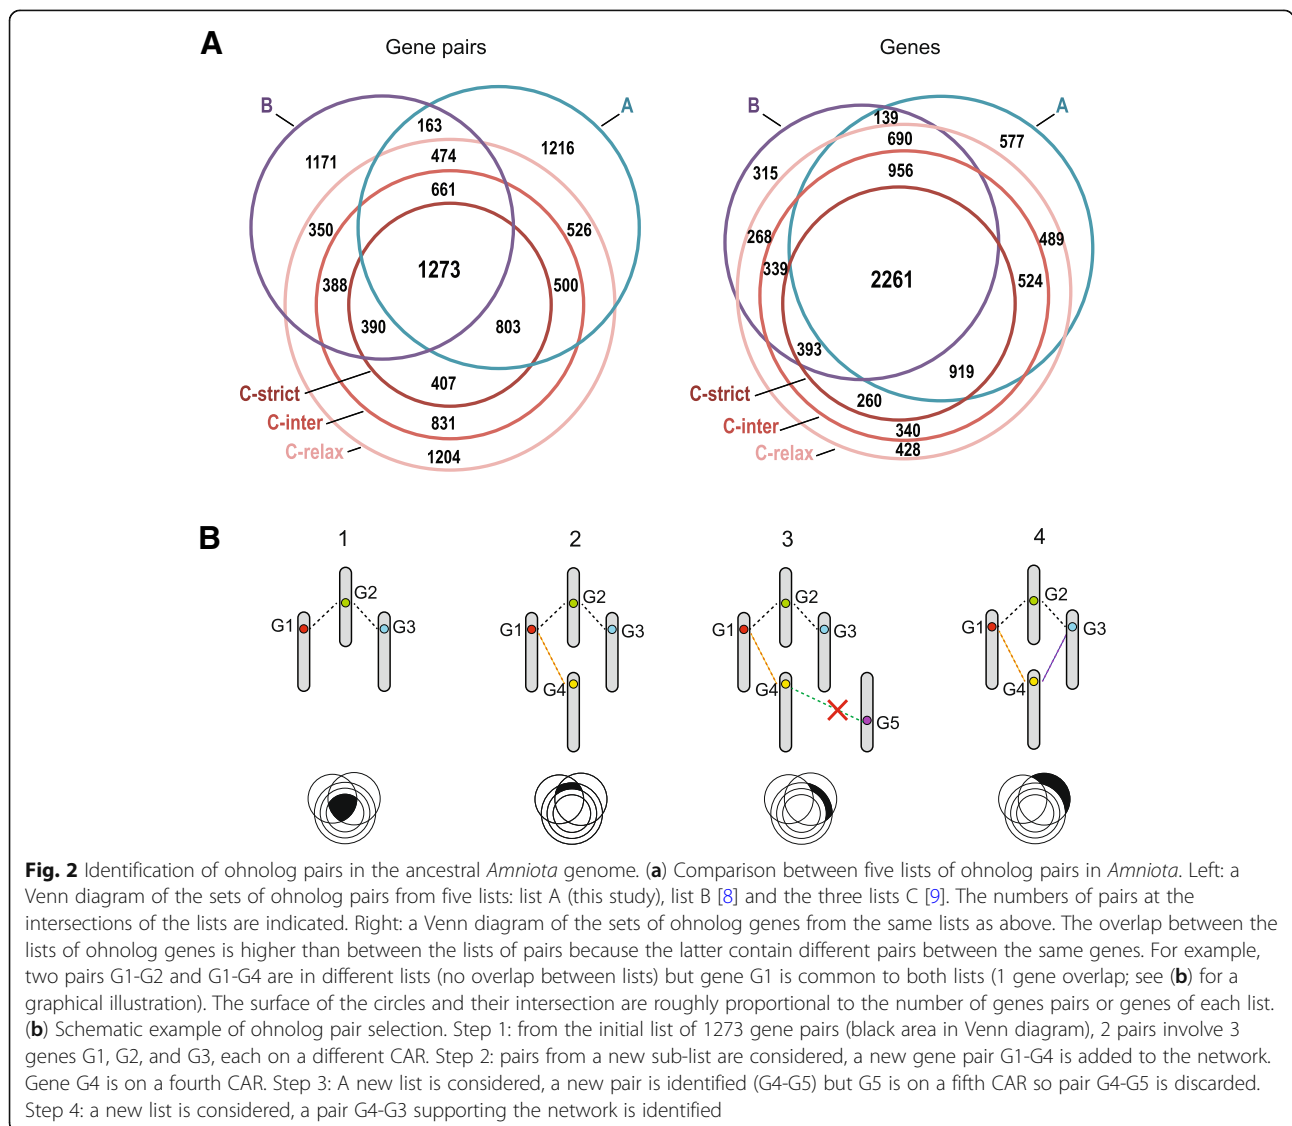 A
Gene pairs
Genes
B
A
163
1216
1171
474
661
350
526
1273
388
500
390
803
C-strict
407
C-inter
831
C-relax
1204
B
A
139
577
690
315
956
268
489
339
524
2261
393
919
C-strict
260
C-inter
340
C-relax
428
B
1
2
3
4
G2
G1
G3
G2
G1
G3
G4
G2
G1
G3
G4
G5
G2
G1
G3
G4
Fig. 2 Identification of ohnolog pairs in the ancestral Amniota genome. (a) Comparison between five lists of ohnolog pairs in Amniota. Left: a
Venn diagram of the sets of ohnolog pairs from five lists: list A (this study), list B [8] and the three lists C [9]. The numbers of pairs at the
intersections of the lists are indicated. Right: a Venn diagram of the sets of ohnolog genes from the same lists as above. The overlap between the
lists of ohnolog genes is higher than between the lists of pairs because the latter contain different pairs between the same genes. For example,
two pairs G1-G2 and G1-G4 are in different lists (no overlap between lists) but gene G1 is common to both lists (1 gene overlap; see (b) for a
graphical illustration). The surface of the circles and their intersection are roughly proportional to the number of genes pairs or genes of each list.
(b) Schematic example of ohnolog pair selection. Step 1: from the initial list of 1273 gene pairs (black area in Venn diagram), 2 pairs involve 3
genes G1, G2, and G3, each on a different CAR. Step 2: pairs from a new sub-list are considered, a new gene pair G1-G4 is added to the network.
Gene G4 is on a fourth CAR. Step 3: A new list is considered, a new pair is identified (G4-G5) but G5 is on a fifth CAR so pair G4-G5 is discarded.
Step 4: a new list is considered, a pair G4-G3 supporting the network is identified